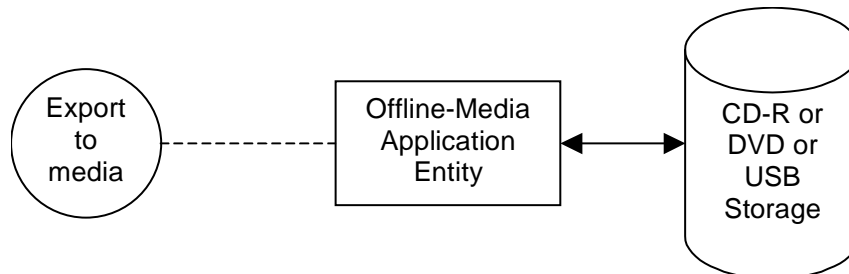 Export
to
media
Offline-Media
Application
Entity
CD-R or
DVD or
USB
Storage